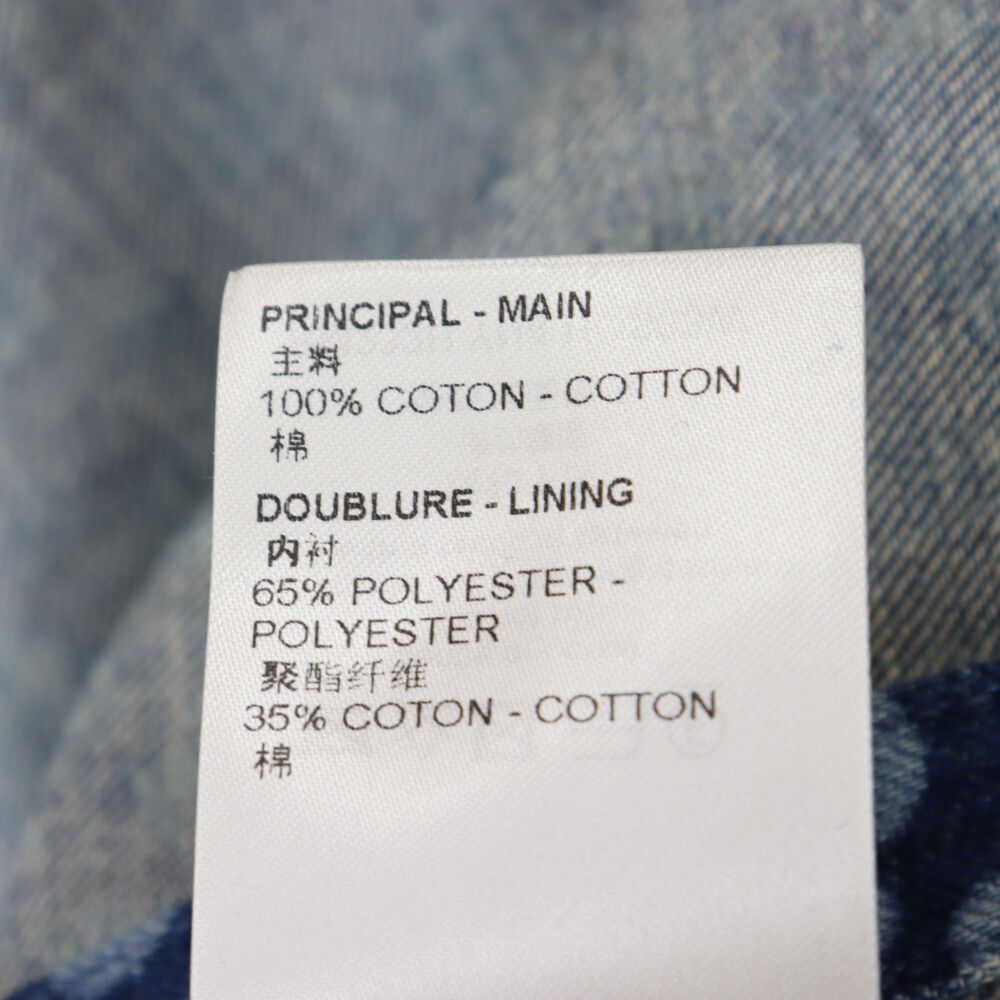 PRINCIPAL - MAIN
主料
100% COTON - COTTON
棉
DOUBLURE - LINING
内衬
65% POLYESTER -
POLYESTER
聚酯纤维
35% COTON - COTTON
棉